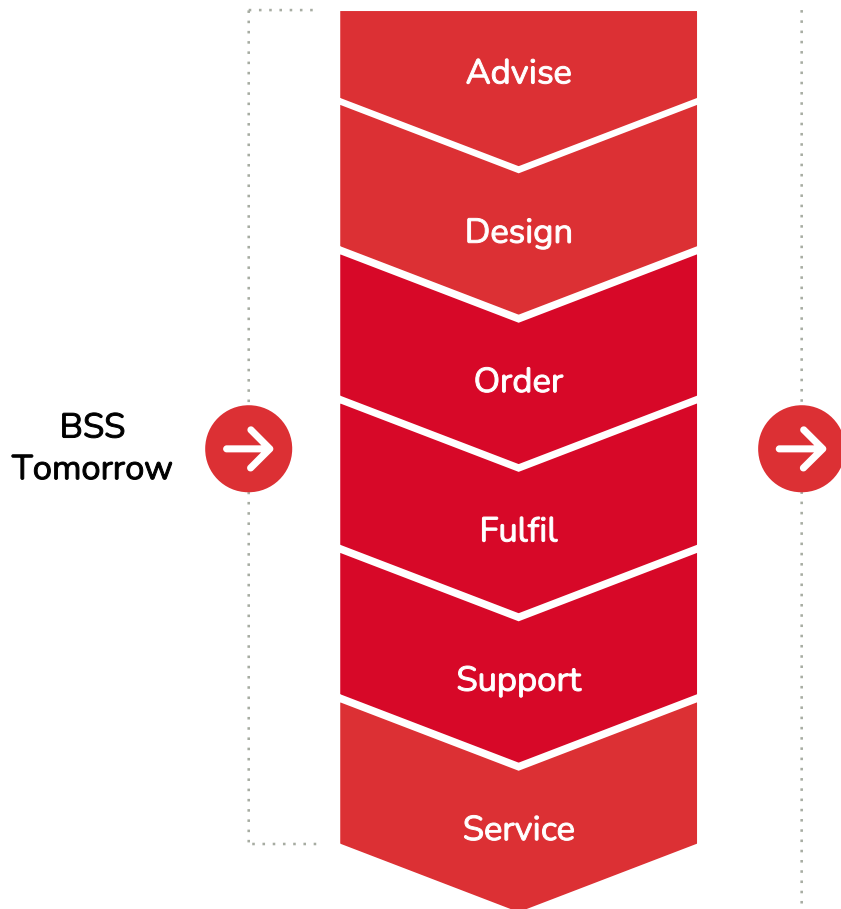 Advise
Design
Order
BSS
Tomorrow
Fulfil
Support
Service